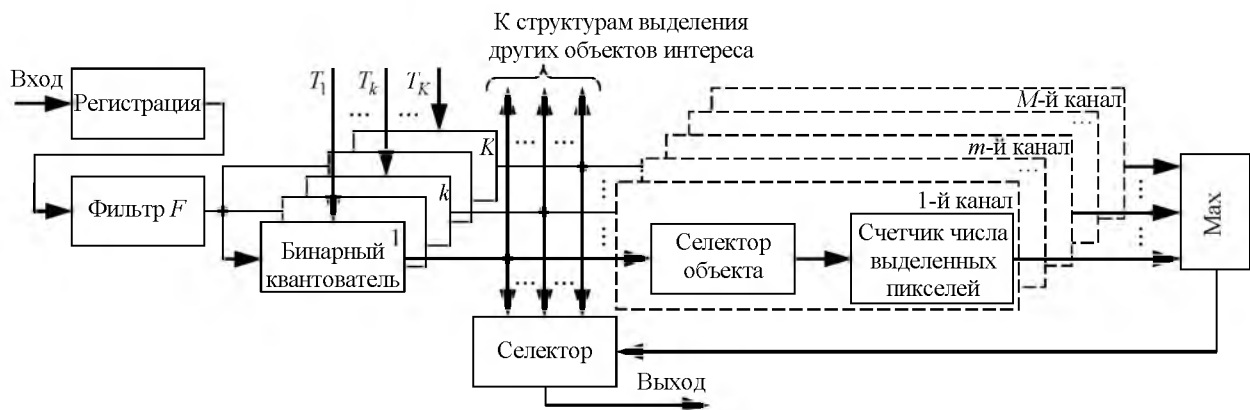 К структурам выделения
других объектов интереса
Вход
Регистрация
T1
Tk
TK
... ...
K
k
1
M-й канал
m-й канал
1-й канал
Фильтр F
Бинарный
квантователь
Селектор
объекта
Счетчик числа
выделенных
пикселей
Max
Селектор
Выход